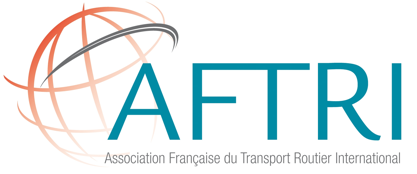 AFTRI
Association Française du Transport Routier International